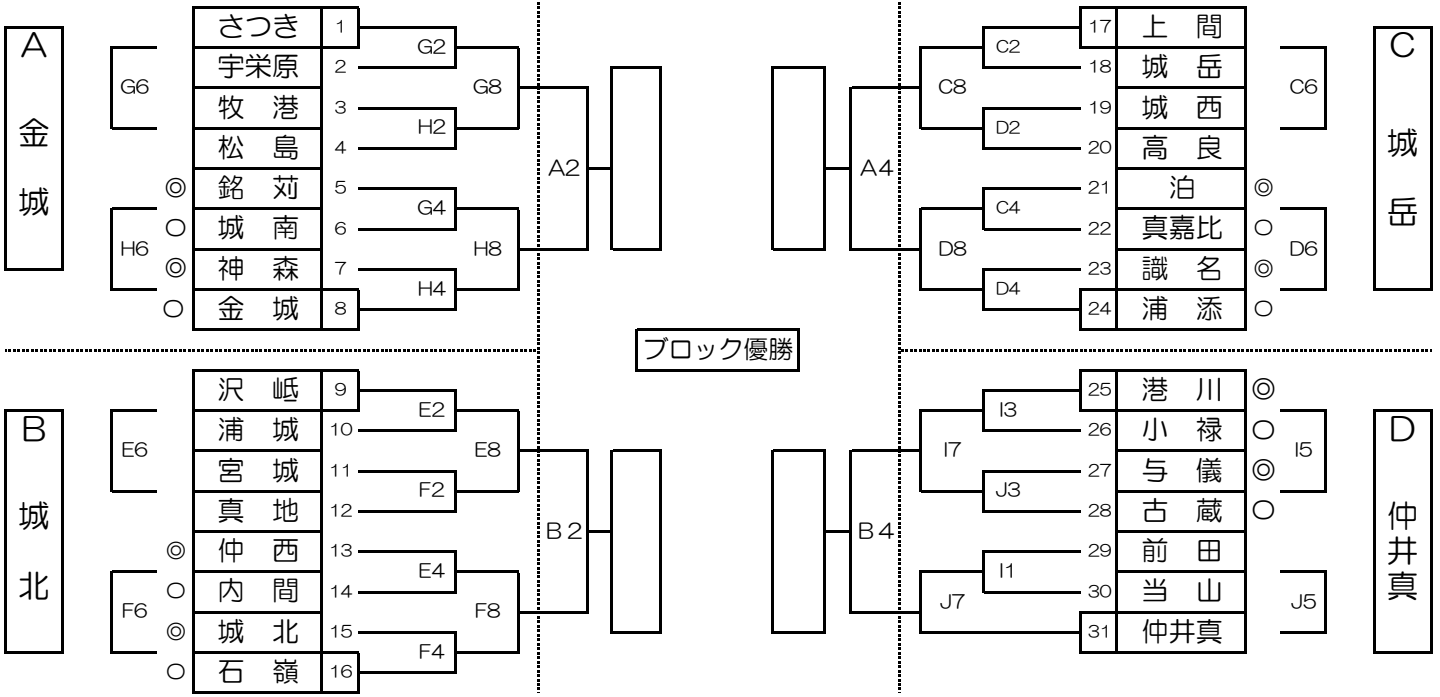 A 金城
G6
H6
さつき 1
宇栄原 2
牧港 3
松島 4
◎ 銘苅 5
○ 城南 6
◎ 神森 7
○ 金城 8
G2
H2
G4
H4
G8
H8
A2
B 城北
E6
F6
沢岻 9
浦城 10
宮城 11
真地 12
◎ 仲西 13
○ 内間 14
◎ 城北 15
○ 石嶺 16
E2
F2
E4
F4
E8
F8
B2
ブロック優勝
A4
C8
D8
C2
D2
C4
D4
17 上間
18 城岳
19 城西
20 高良
21 泊 ◎
22 真嘉比 ○
23 識名 ◎
24 浦添 ○
C6
D6
C 城岳
B4
I7
J7
I3
J3
I1
25 港川 ◎
26 小禄 ○
27 与儀 ◎
28 古蔵 ○
29 前田
30 当山
31 仲井真
I5
J5
D 仲井真